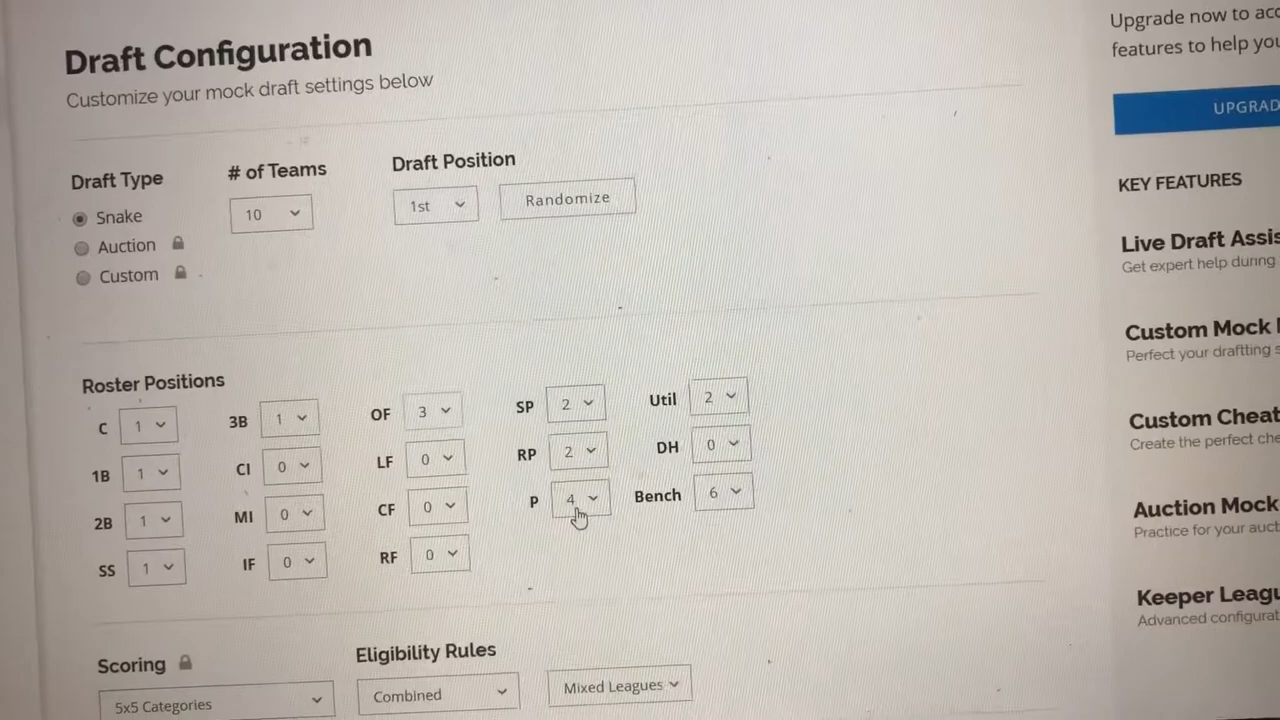 Draft Configuration
Customize your mock draft settings below
Draft Type
Snake
Auction
Custom
# of Teams
10
Draft Position
1st
Randomize
Roster Positions
C 1
1B 1
2B 1
SS 1
3B 1
CI 0
MI 0
IF 0
OF 3
LF 0
CF 0
RF 0
SP 2
RP 2
P 4
Util 2
DH 0
Bench 6
Scoring
5x5 Categories
Eligibility Rules
Combined
Mixed Leagues
Upgrade now to acc
features to help you
UPGRAD
KEY FEATURES
Live Draft Assis
Get expert help during
Custom Mock
Perfect your draftting s
Custom Cheat
Create the perfect che
Auction Mock
Practice for your auct
Keeper Leagu
Advanced configurat